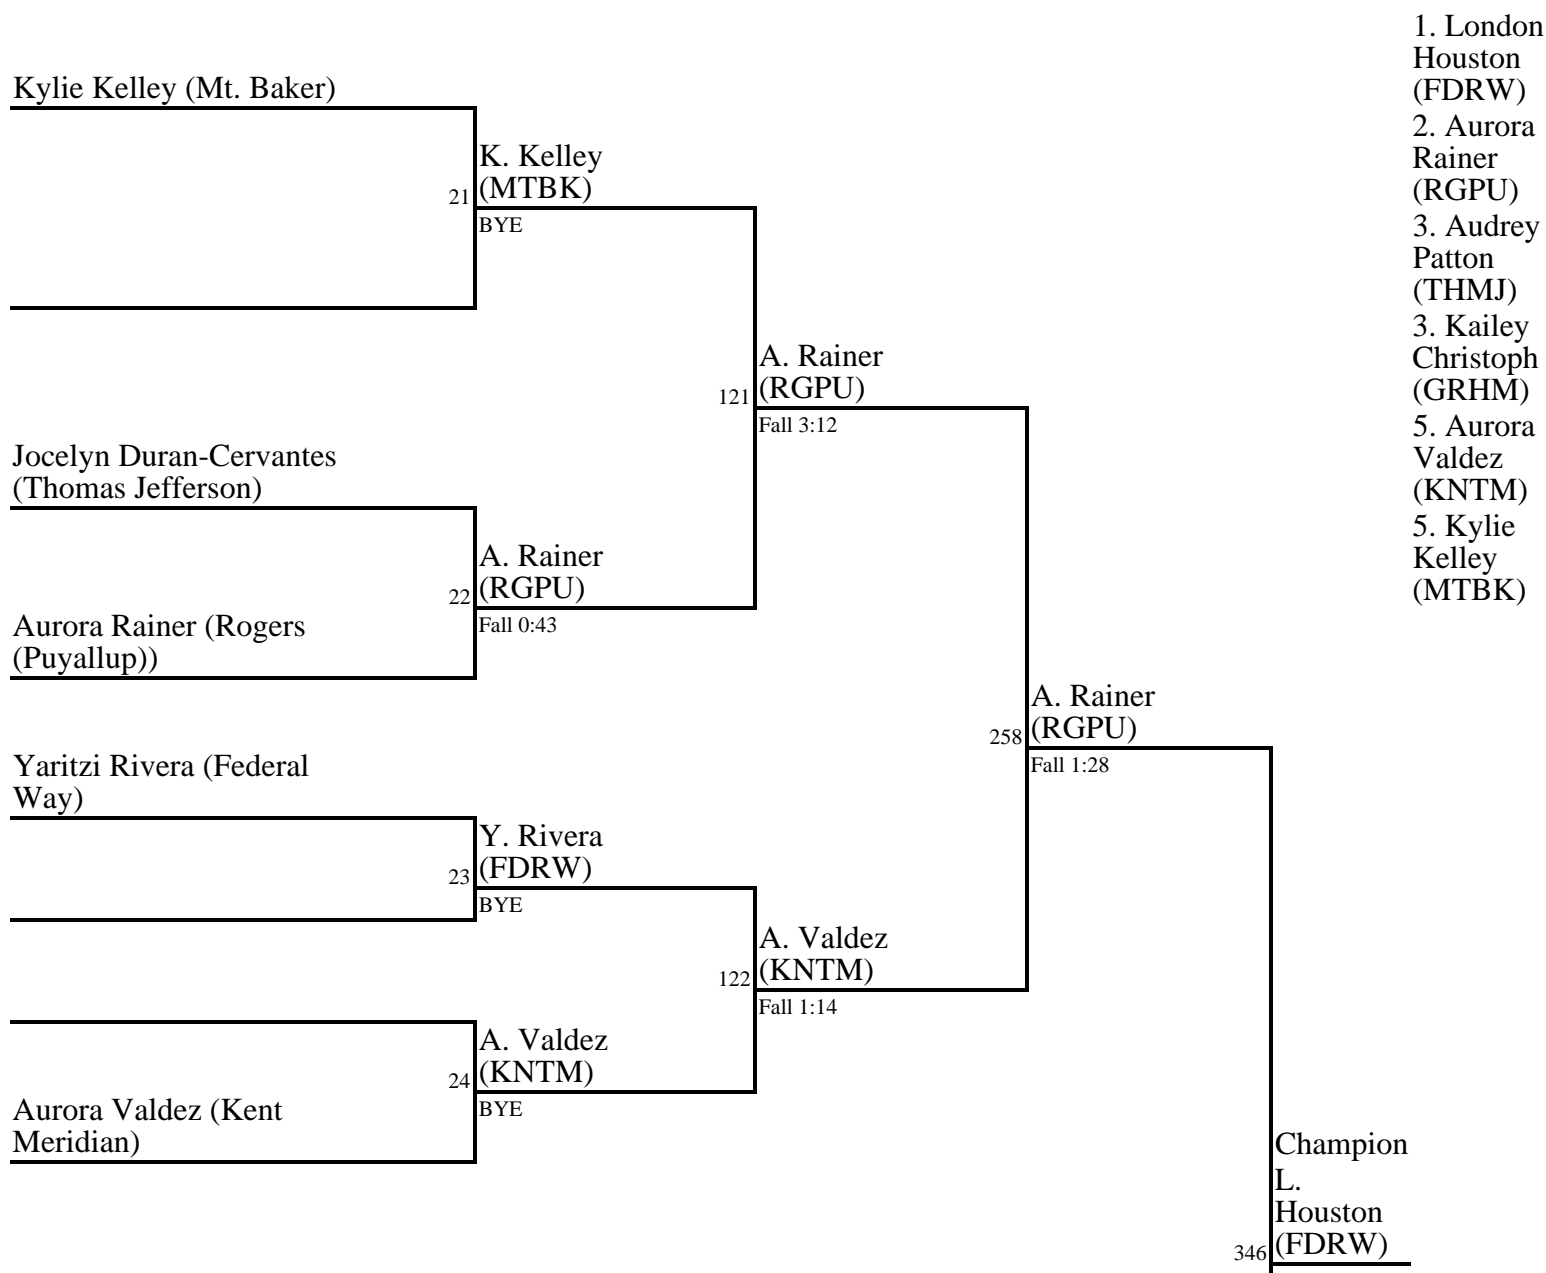 Kylie Kelley (Mt. Baker)
21
K. Kelley
(MTBK)
BYE
Jocelyn Duran-Cervantes
(Thomas Jefferson)
Aurora Rainer (Rogers
(Puyallup))
22
A. Rainer
(RGPU)
Fall 0:43
121
A. Rainer
(RGPU)
Fall 3:12
Yaritzi Rivera (Federal
Way)
23
Y. Rivera
(FDRW)
BYE
Aurora Valdez (Kent
Meridian)
24
A. Valdez
(KNTM)
BYE
122
A. Valdez
(KNTM)
Fall 1:14
258
A. Rainer
(RGPU)
Fall 1:28
346
Champion
L.
Houston
(FDRW)
1. London
Houston
(FDRW)
2. Aurora
Rainer
(RGPU)
3. Audrey
Patton
(THMJ)
3. Kailey
Christoph
(GRHM)
5. Aurora
Valdez
(KNTM)
5. Kylie
Kelley
(MTBK)